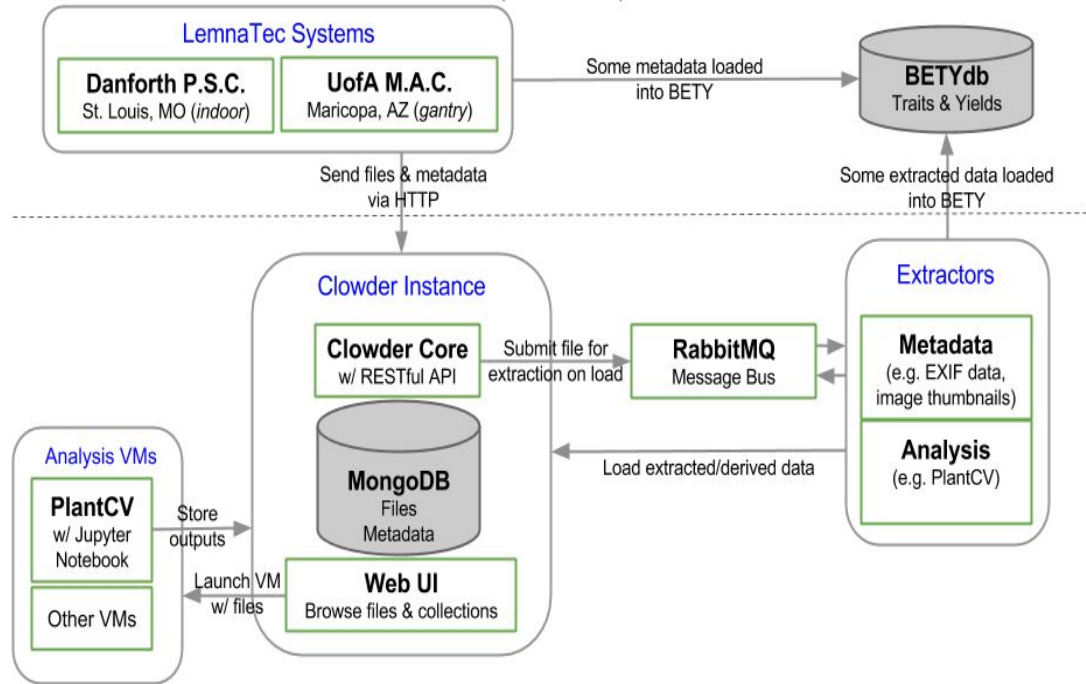 LemnaTec Systems
Danforth P.S.C.
St. Louis, MO (indoor)
UofA M.A.C.
Maricopa, AZ (gantry)
Some metadata loaded
into BETY
BETYdb
Traits & Yields
Send files & metadata
via HTTP
Some extracted data loaded
into BETY
Clowder Instance
Clowder Core
w/ RESTful API
Submit file for
extraction on load
RabbitMQ
Message Bus
Extractors
Metadata
(e.g. EXIF data,
image thumbnails)
Analysis
(e.g. PlantCV)
Load extracted/derived data
MongoDB
Files
Metadata
Web UI
Browse files & collections
Analysis VMs
PlantCV
w/ Jupyter
Notebook
Other VMs
Store
outputs
Launch VM
w/ files